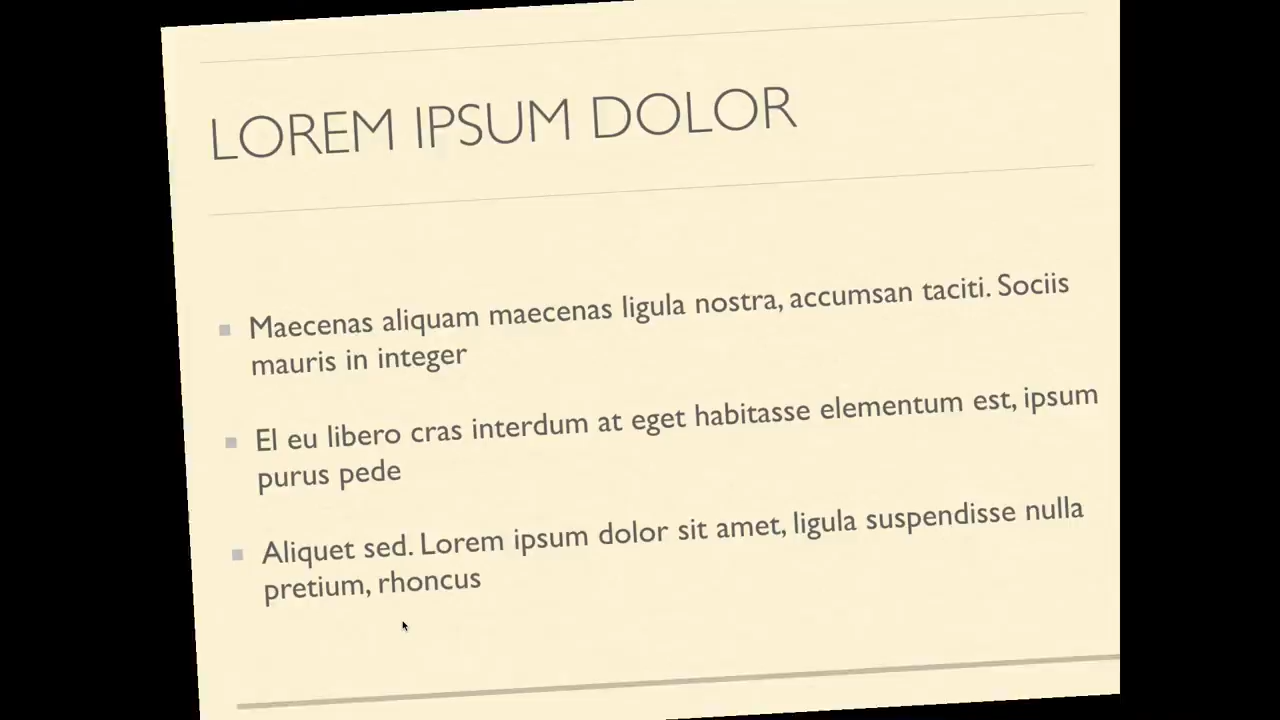 LOREM IPSUM DOLOR
Maecenas aliquam maecenas ligula nostra, accumsan taciti. Sociis
mauris in integer
El eu libero cras interdum at eget habitasse elementum est, ipsum
purus pede
Aliquet sed. Lorem ipsum dolor sit amet, ligula suspendisse nulla
pretium, rhoncus